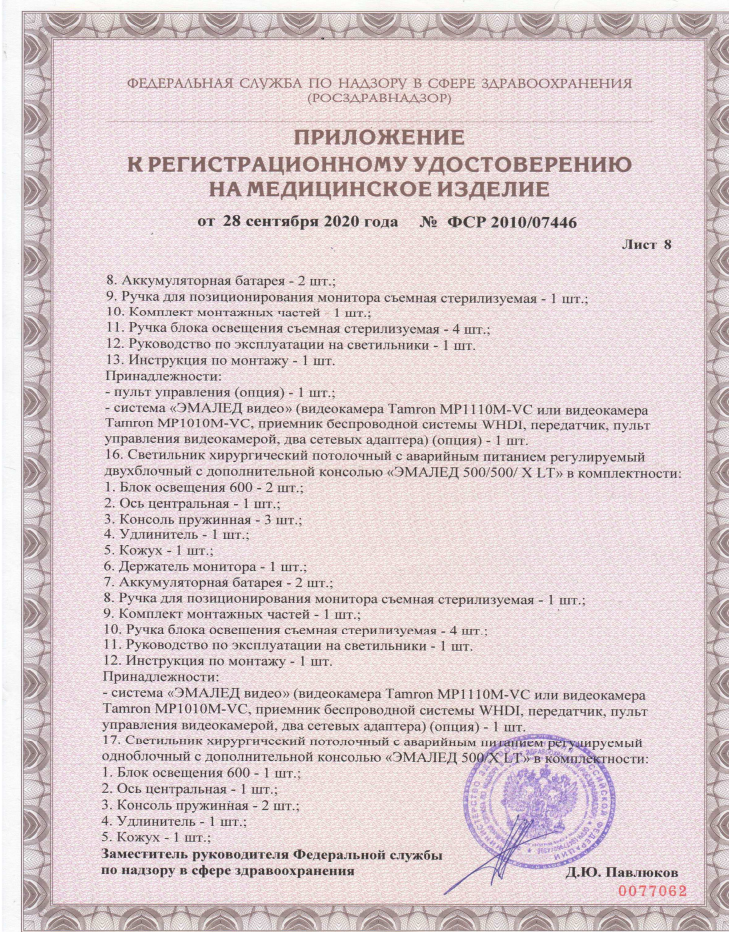 ФЕДЕРАЛЬНАЯ СЛУЖБА ПО НАДЗОРУ В СФЕРЕ ЗДРАВООХРАНЕНИЯ
(РОСЗДРАВНАДЗОР)
ПРИЛОЖЕНИЕ
К РЕГИСТРАЦИОННОМУ УДОСТОВЕРЕНИЮ
НА МЕДИЦИНСКОЕ ИЗДЕЛИЕ
от 28 сентября 2020 года № ФСР 2010/07446
Лист 8
8. Аккумуляторная батарея - 2 шт.;
9. Ручка для позиционирования монитора съемная стерилизуемая - 1 шт.;
10. Комплект монтажных частей - 1 шт.;
11. Ручка блока освещения съемная стерилизуемая - 4 шт.;
12. Руководство по эксплуатации на светильники - 1 шт.
13. Инструкция по монтажу - 1 шт.
Принадлежности:
- пульт управления (опция) - 1 шт.;
- система «ЭМАЛЕД видео» (видеокамера Tamron MP1110M-VC или видеокамера
Tamron MP1010M-VC, приемник беспроводной системы WHDI, передатчик, пульт
управления видеокамерой, два сетевых адаптера) (опция) - 1 шт.
16. Светильник хирургический потолочный с аварийным питанием регулируемый
двухблочный с дополнительной консолью «ЭМАЛЕД 500/500/ X LT» в комплектности:
1. Блок освещения 600 - 2 шт.;
2. Ось центральная - 1 шт.;
3. Консоль пружинная - 3 шт.;
4. Удлинитель - 1 шт.;
5. Кожух - 1 шт.;
6. Держатель монитора - 1 шт.;
7. Аккумуляторная батарея - 2 шт.;
8. Ручка для позиционирования монитора съемная стерилизуемая - 1 шт.;
9. Комплект монтажных частей - 1 шт.;
10. Ручка блока освещения съемная стерилизуемая - 4 шт.;
11. Руководство по эксплуатации на светильники - 1 шт.
12. Инструкция по монтажу - 1 шт.
Принадлежности:
- система «ЭМАЛЕД видео» (видеокамера Tamron MP1110M-VC или видеокамера
Tamron MP1010M-VC, приемник беспроводной системы WHDI, передатчик, пульт
управления видеокамерой, два сетевых адаптера) (опция) - 1 шт.
17. Светильник хирургический потолочный с аварийным питанием регулируемый
одноблочный с дополнительной консолью «ЭМАЛЕД 500/X LT» в комплектности:
1. Блок освещения 600 - 1 шт.;
2. Ось центральная - 1 шт.;
3. Консоль пружинная - 2 шт.;
4. Удлинитель - 1 шт.;
5. Кожух - 1 шт.;
Заместитель руководителя Федеральной службы
по надзору в сфере здравоохранения
Д.Ю. Павлюков
0077062